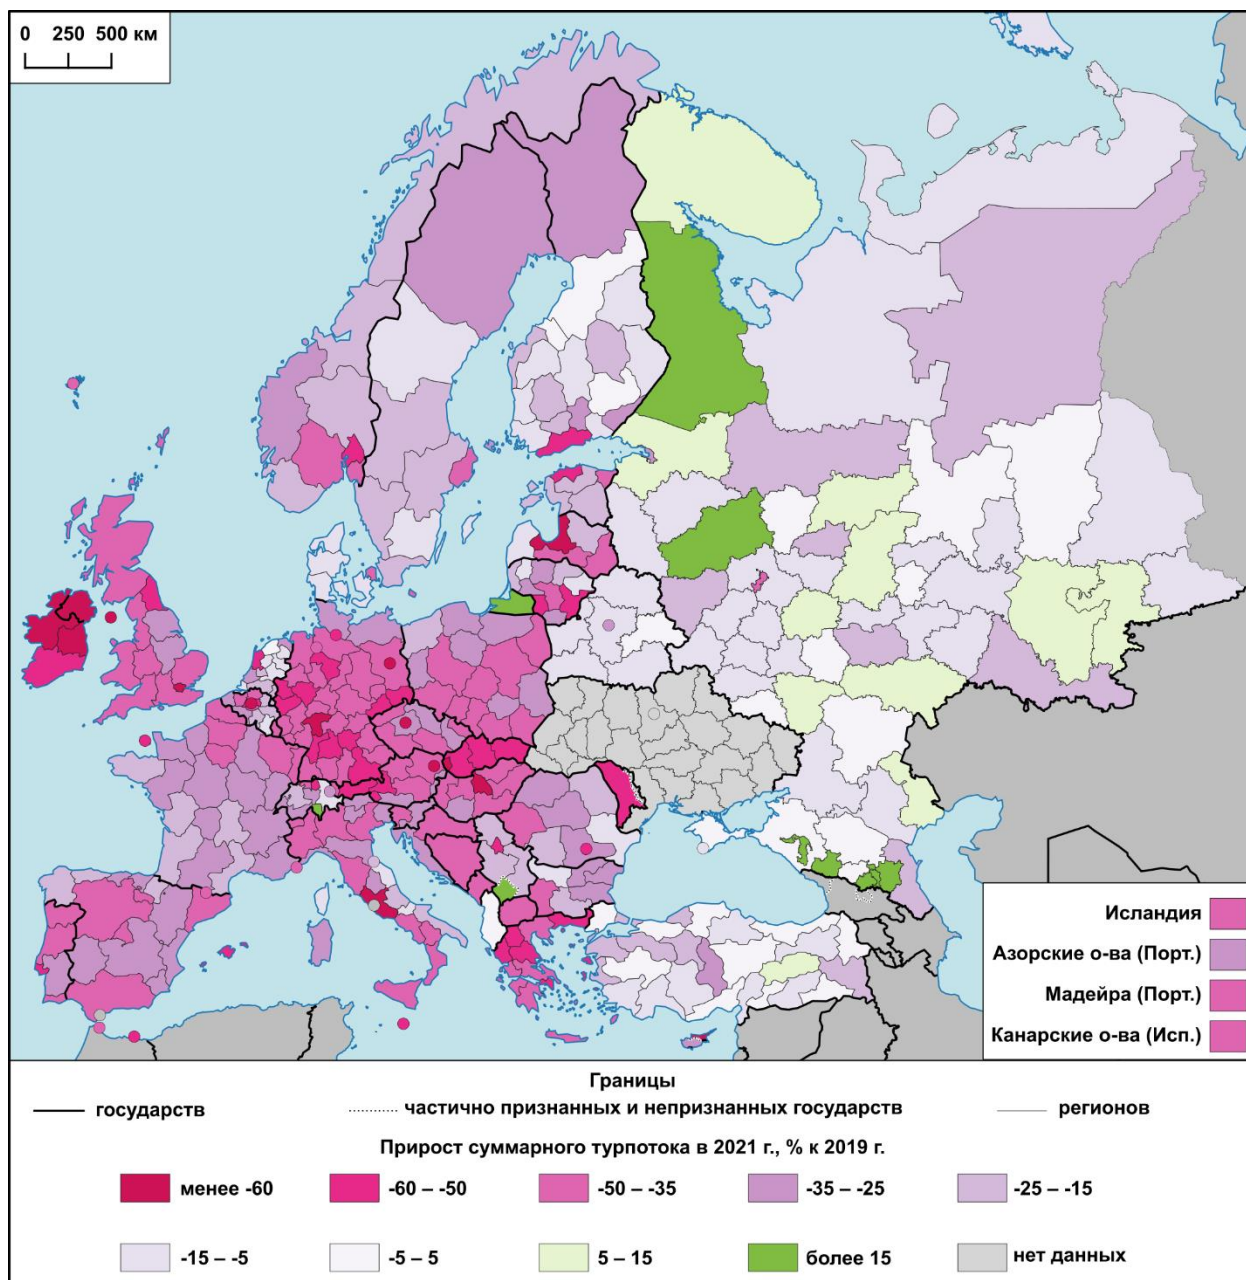 0 250 500 км
Исландия
Азорские о-ва (Порт.)
Мадейра (Порт.)
Канарские о-ва (Исп.)
Границы
государств частично признанных и непризнанных государств регионов
Прирост суммарного турпотока в 2021 г., % к 2019 г.
менее -60 -60 – -50 -50 – -35 -35 – -25 -25 – -15
-15 – -5 -5 – 5 5 – 15 более 15 нет данных